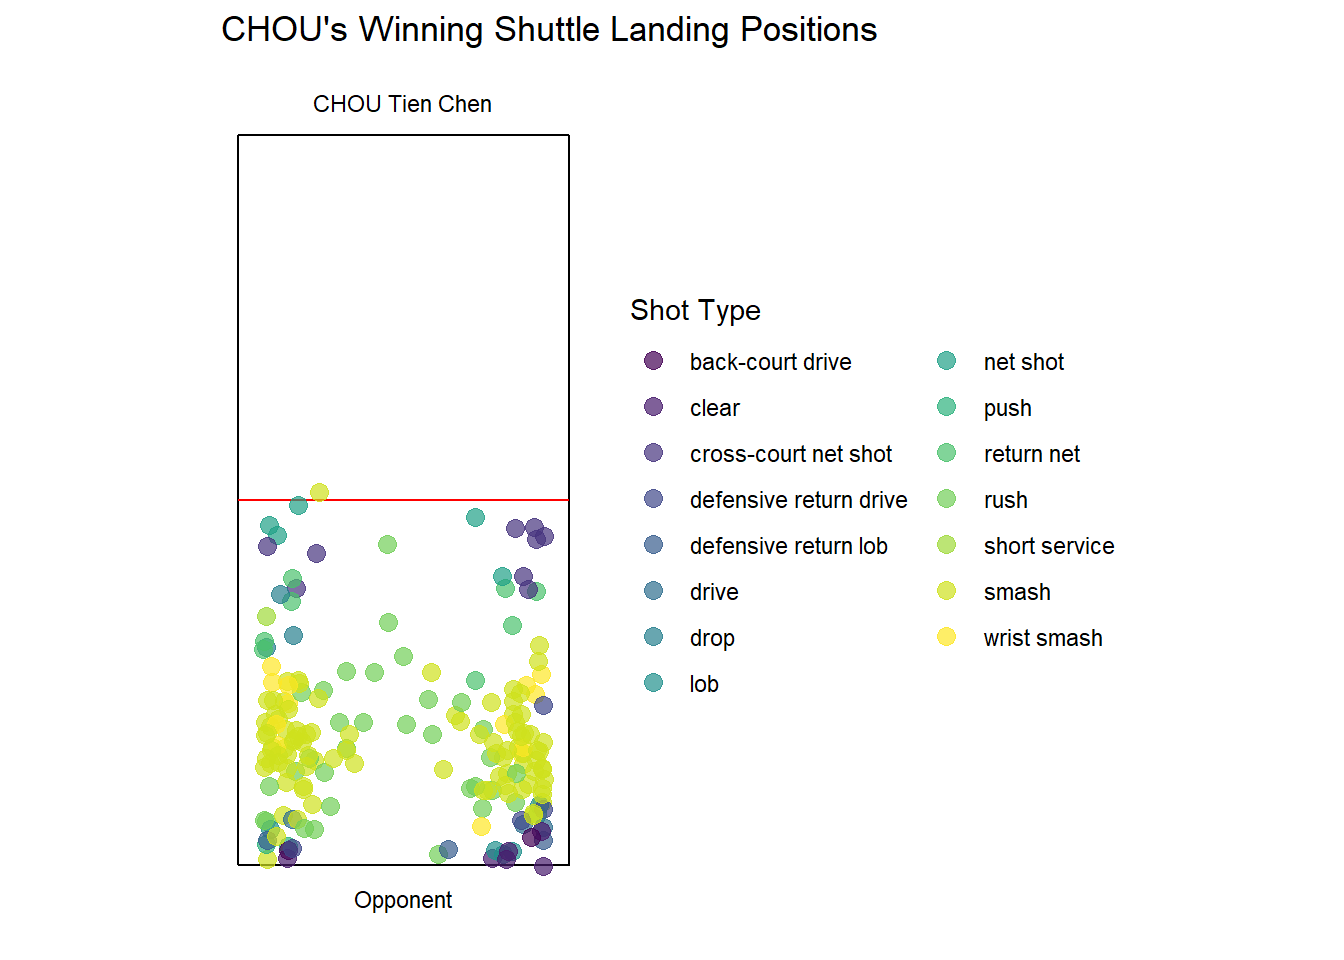 CHOU's Winning Shuttle Landing Positions
CHOU Tien Chen
Opponent
Shot Type
back-court drive
clear
cross-court net shot
defensive return drive
defensive return lob
drive
drop
lob
net shot
push
return net
rush
short service
smash
wrist smash